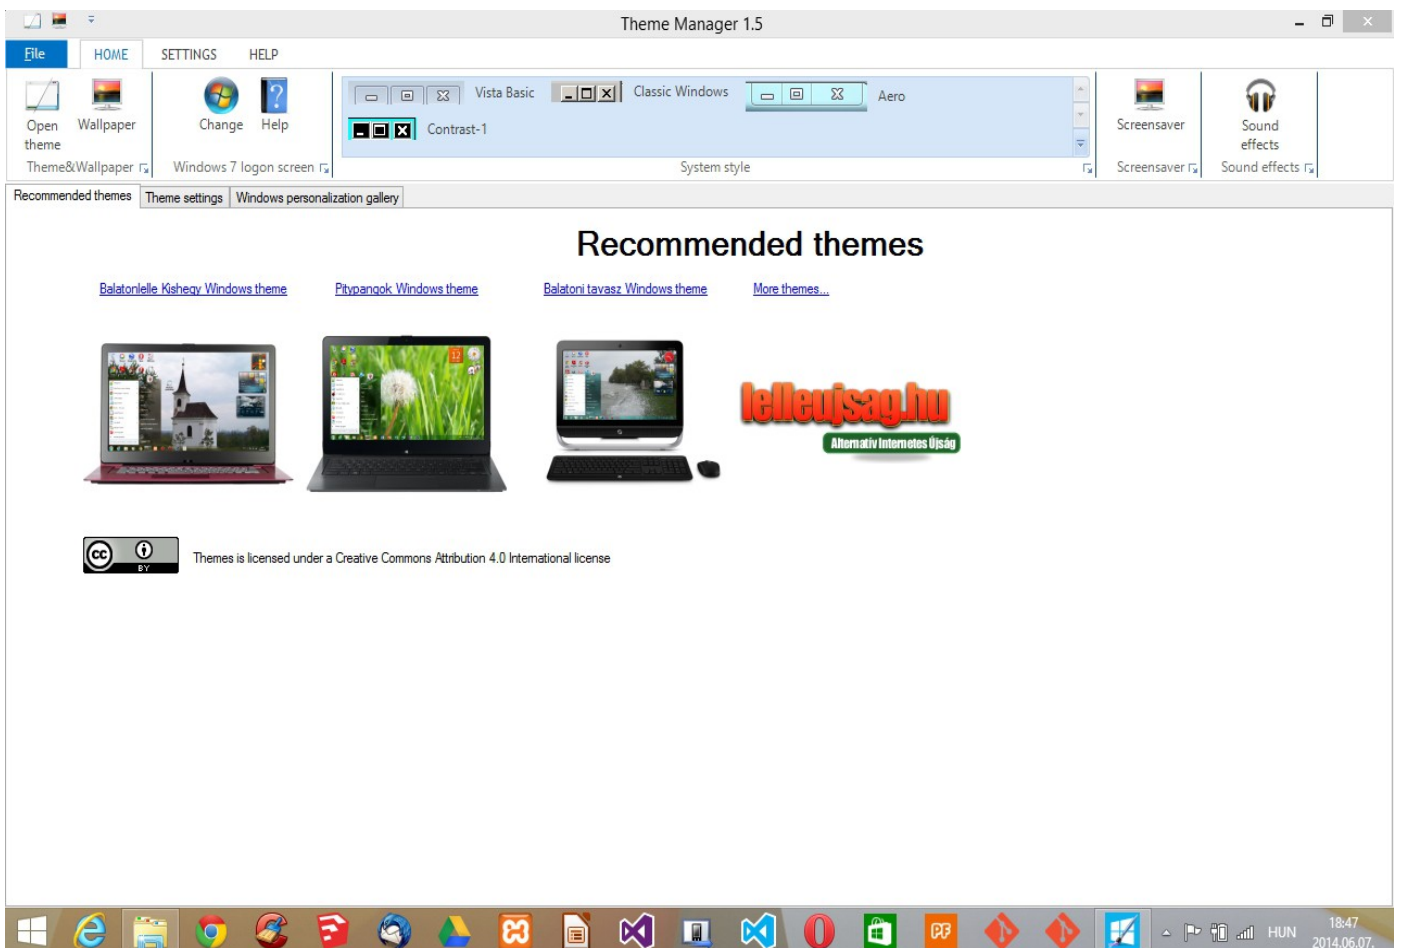 Theme Manager 1.5
File HOME SETTINGS HELP
Open theme
Wallpaper
Theme&Wallpaper
Change
Help
Windows 7 logon screen
Vista Basic
Classic Windows
Aero
Contrast-1
System style
Screensaver
Screensaver
Sound effects
Sound effects
Recommended themes
Theme settings
Windows personalization gallery
Recommended themes
Balatonlelle Kishegy Windows theme
Pitypangok Windows theme
Balatoni tavasz Windows theme
More themes...
12
lelleujsag.hu
Alternatív Internetes Újság
cc
BY
Themes is licensed under a Creative Commons Attribution 4.0 International license
HUN
18:47
2014.06.07.